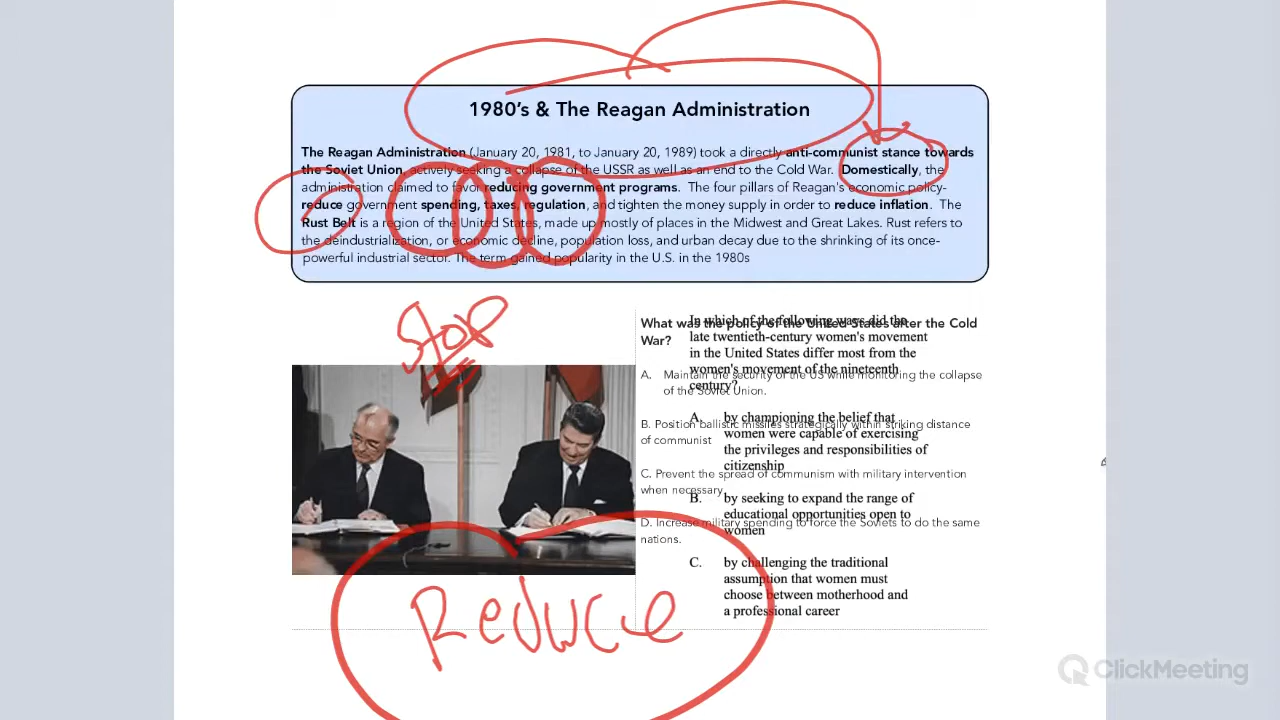 1980's & The Reagan Administration
The Reagan Administration (January 20, 1981, to January 20, 1989) took a directly anti-communist stance towards
the Soviet Union, actively seeking a collapse of the USSR as well as an end to the Cold War. Domestically, the
administration claimed to favor reducing government programs. The four pillars of Reagan's economic policy-
reduce government spending, taxes, regulation, and tighten the money supply in order to reduce inflation. The
Rust Belt is a region of the United States, made up mostly of places in the Midwest and Great Lakes. Rust refers to
the deindustrialization, or economic decline, population loss, and urban decay due to the shrinking of its once-
powerful industrial sector. The term gained popularity in the U.S. in the 1980s
Stop
Reduce
What was the policy of the United States after the Cold
War?
A. Maintain the security of the US while monitoring the collapse
of the Soviet Union.
B. Position ballistic missiles strategically within striking distance
of communist
C. Prevent the spread of communism with military intervention
when necessary
D. Increase military spending to force the Soviets to do the same
nations.
In which of the following ways did the
late twentieth-century women's movement
in the United States differ most from the
women's movement of the nineteenth
century?
A. by championing the belief that
women were capable of exercising
the privileges and responsibilities of
citizenship
B. by seeking to expand the range of
educational opportunities open to
women
C. by challenging the traditional
assumption that women must
choose between motherhood and
a professional career
ClickMeeting